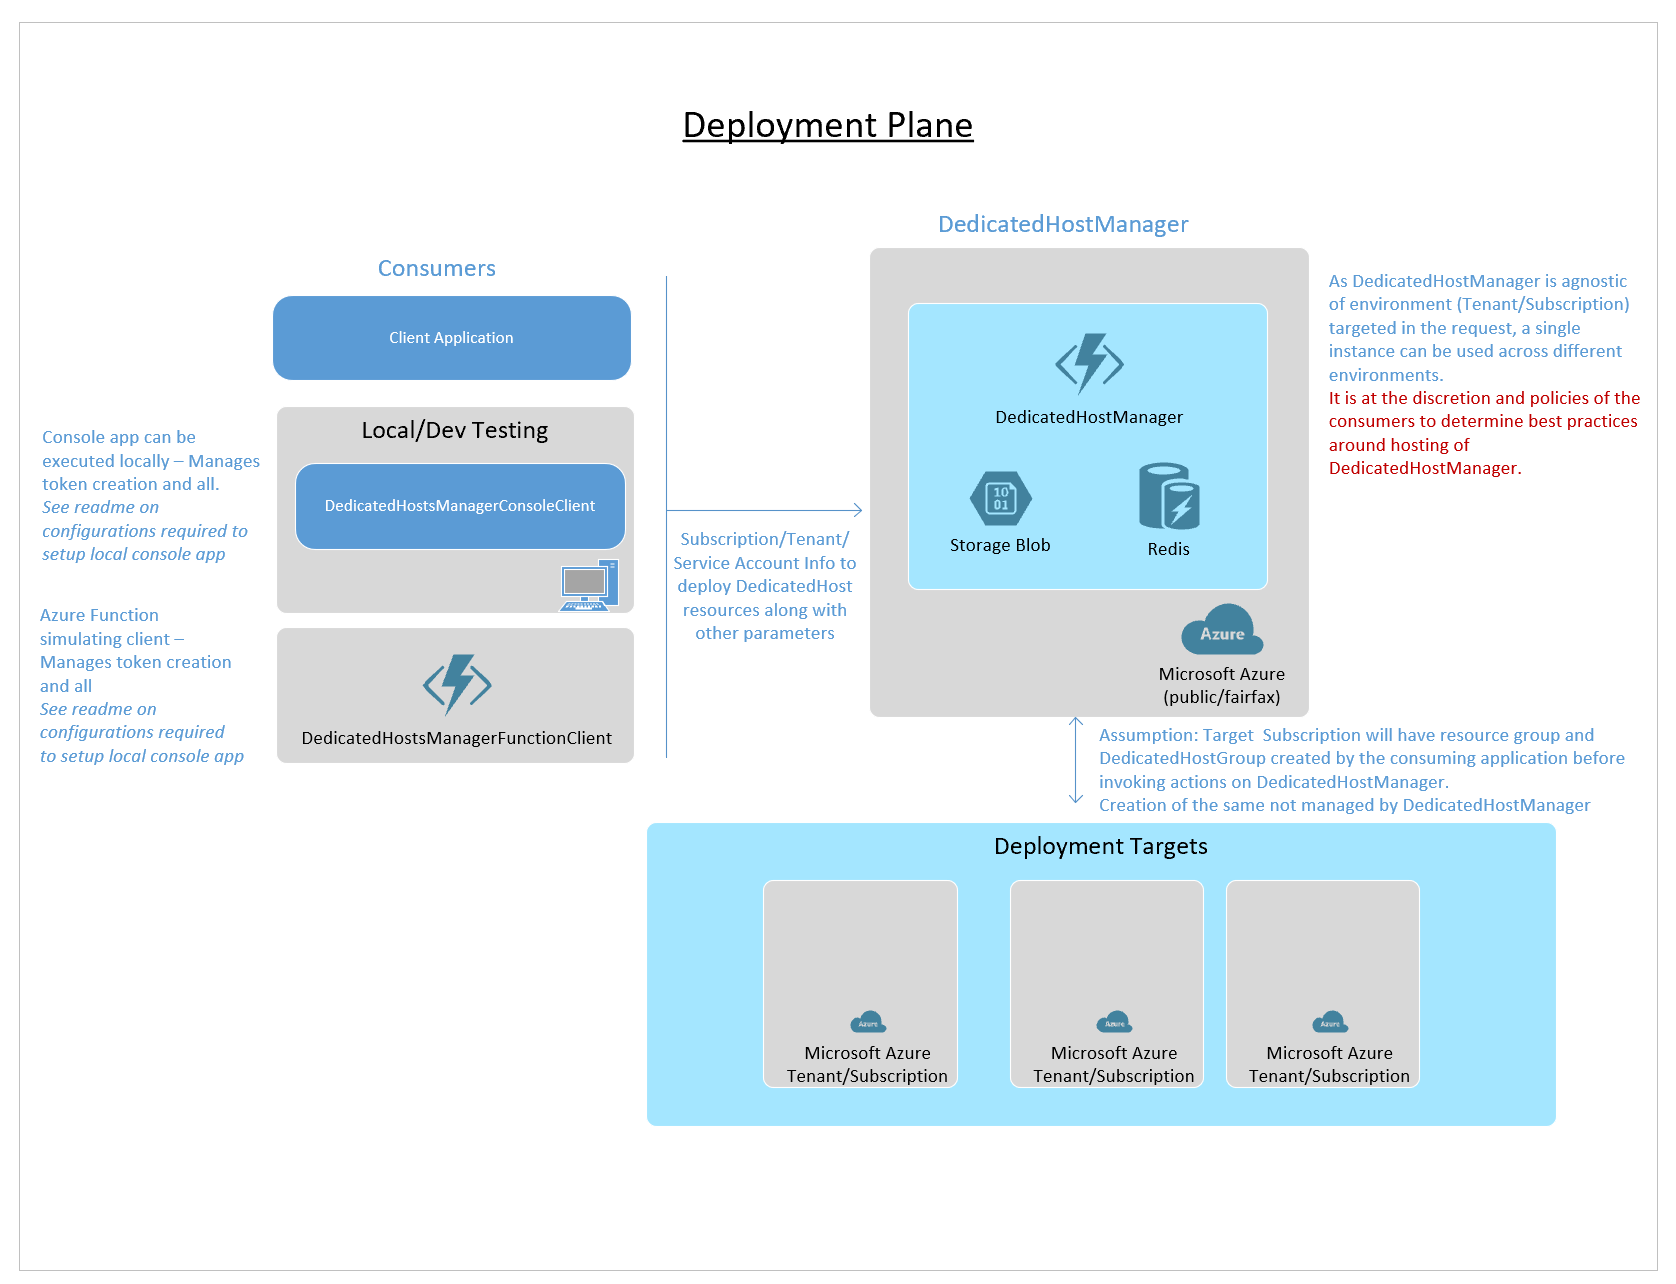 Deployment Plane
Consumers
Client Application
Local/Dev Testing
DedicatedHostsManagerConsoleClient
Console app can be
executed locally – Manages
token creation and all.
See readme on
configurations required to
setup local console app
Azure Function
simulating client –
Manages token creation
and all
See readme on
configurations required
to setup local console app
DedicatedHostsManagerFunctionClient
Subscription/Tenant/
Service Account Info to
deploy DedicatedHost
resources along with
other parameters
DedicatedHostManager
DedicatedHostManager
10
01
Storage Blob
Redis
Azure
Microsoft Azure
(public/fairfax)
As DedicatedHostManager is agnostic
of environment (Tenant/Subscription)
targeted in the request, a single
instance can be used across different
environments.
It is at the discretion and policies of the
consumers to determine best practices
around hosting of
DedicatedHostManager.
Assumption: Target  Subscription will have resource group and
DedicatedHostGroup created by the consuming application before
invoking actions on DedicatedHostManager.
Creation of the same not managed by DedicatedHostManager
Deployment Targets
Azure
Microsoft Azure
Tenant/Subscription
Azure
Microsoft Azure
Tenant/Subscription
Azure
Microsoft Azure
Tenant/Subscription